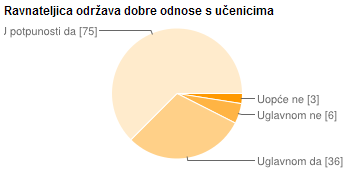 Ravnateljica održava dobre odnose s učenicima
U potpunosti da [75]
Uopće ne [3]
Uglavnom ne [6]
Uglavnom da [36]